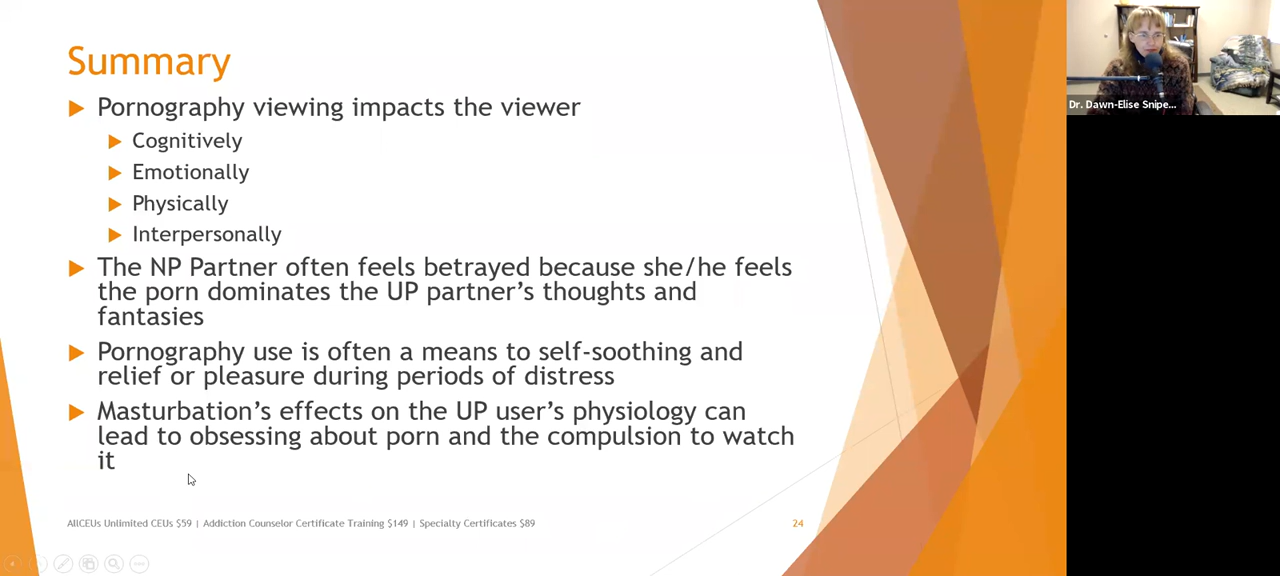 Summary
Pornography viewing impacts the viewer
Cognitively
Emotionally
Physically
Interpersonally
The NP Partner often feels betrayed because she/he feels
the porn dominates the UP partner's thoughts and
fantasies
Pornography use is often a means to self-soothing and
relief or pleasure during periods of distress
Masturbation's effects on the UP user's physiology can
lead to obsessing about porn and the compulsion to watch
it
AllCEUs Unlimited CEUs $59 | Addiction Counselor Certificate Training $149 | Specialty Certificates $89
24
Dr. Dawn-Elise Snipe...